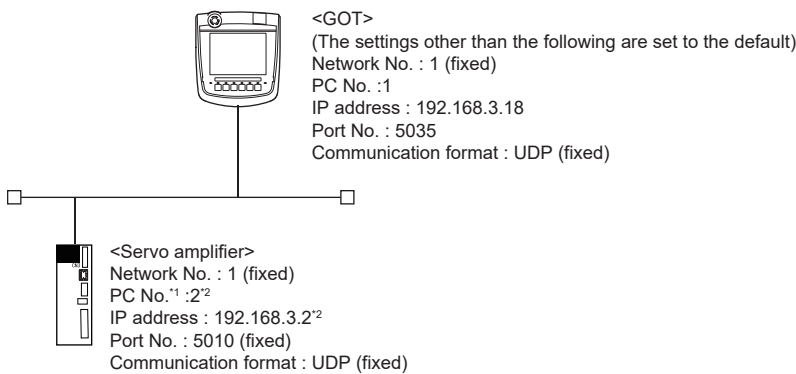 <GOT>
(The settings other than the following are set to the default)
Network No. : 1 (fixed)
PC No. :1
IP address : 192.168.3.18
Port No. : 5035
Communication format : UDP (fixed)
<Servo amplifier>
Network No. : 1 (fixed)
PC No.*1 :2*2
IP address : 192.168.3.2*2
Port No. : 5010 (fixed)
Communication format : UDP (fixed)